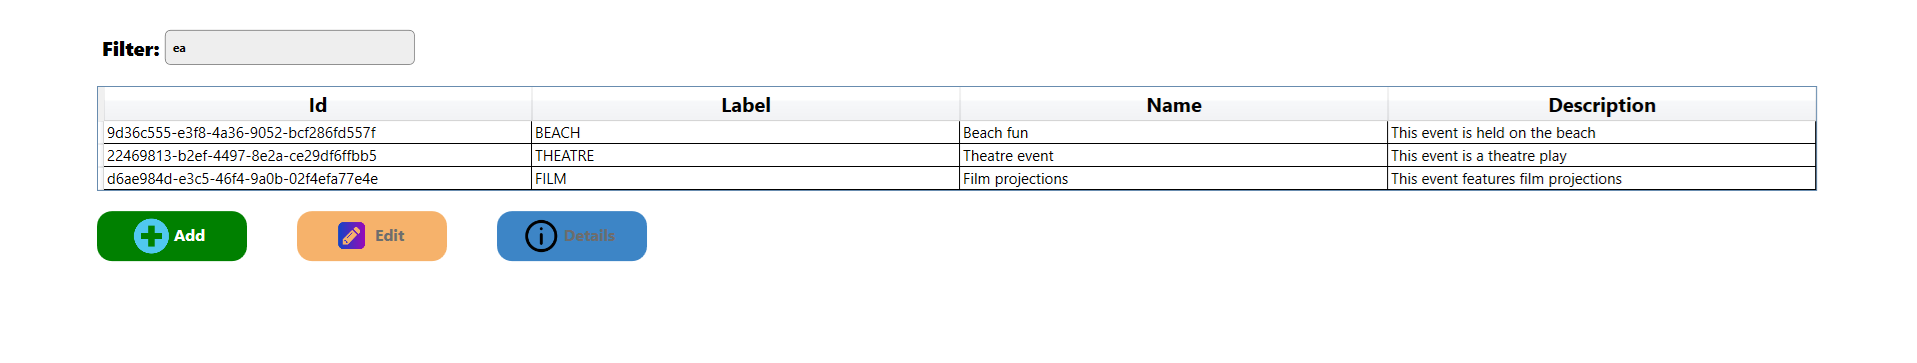 Filter: ea
Id Label Name Description
9d36c555-e3f8-4a36-9052-bcf286fd557f BEACH Beach fun This event is held on the beach
22469813-b2ef-4497-8e2a-ce29df6ffbb5 THEATRE Theatre event This event is a theatre play
d6ae984d-e3c5-46f4-9a0b-02f4efa77e4e FILM Film projections This event features film projections
Add Edit Details